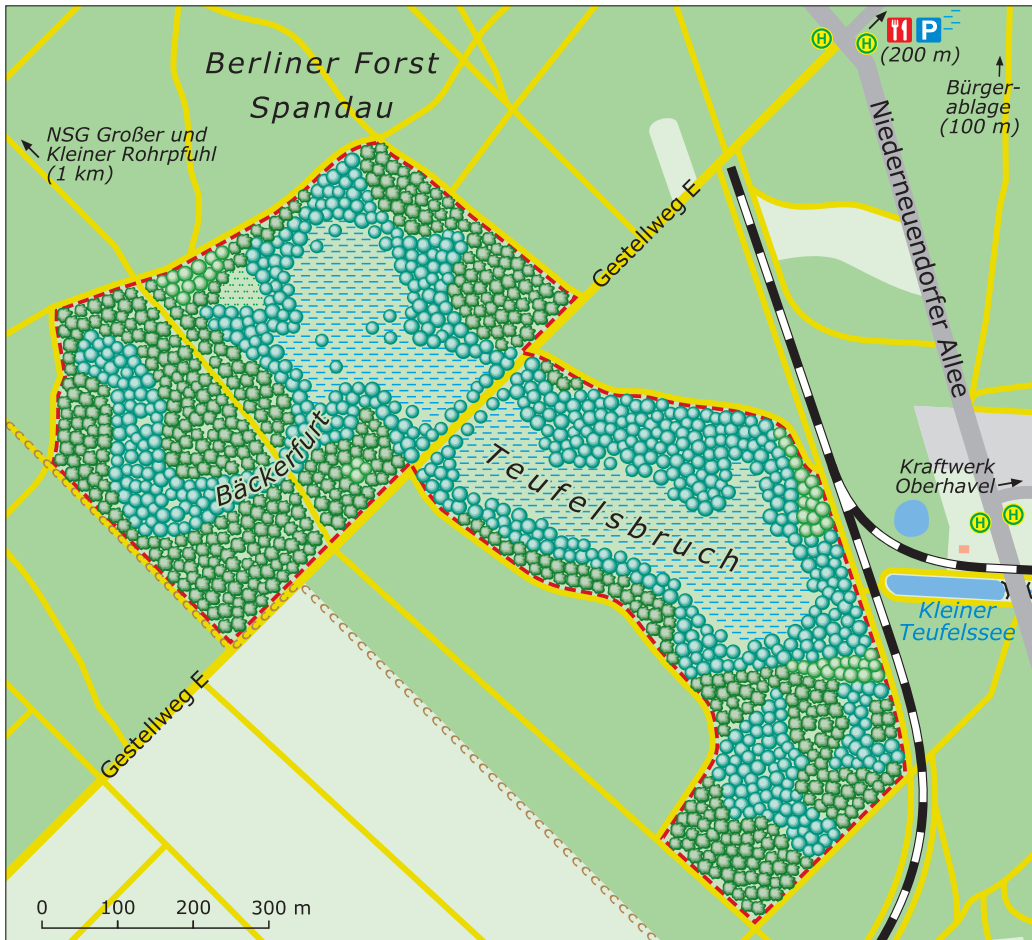 Berliner Forst
Spandau
NSG Großer und
Kleiner Rohrpfuhl
(1 km)
H
H
P
(200 m)
Bürger-
ablage
(100 m)
Niederneuendorfer Allee
Gestellweg E
Bäckerfurt
Teufelsbruch
Kraftwerk
Oberhavel
H
H
Kleiner
Teufelssee
Gestellweg E
0 100 200 300 m